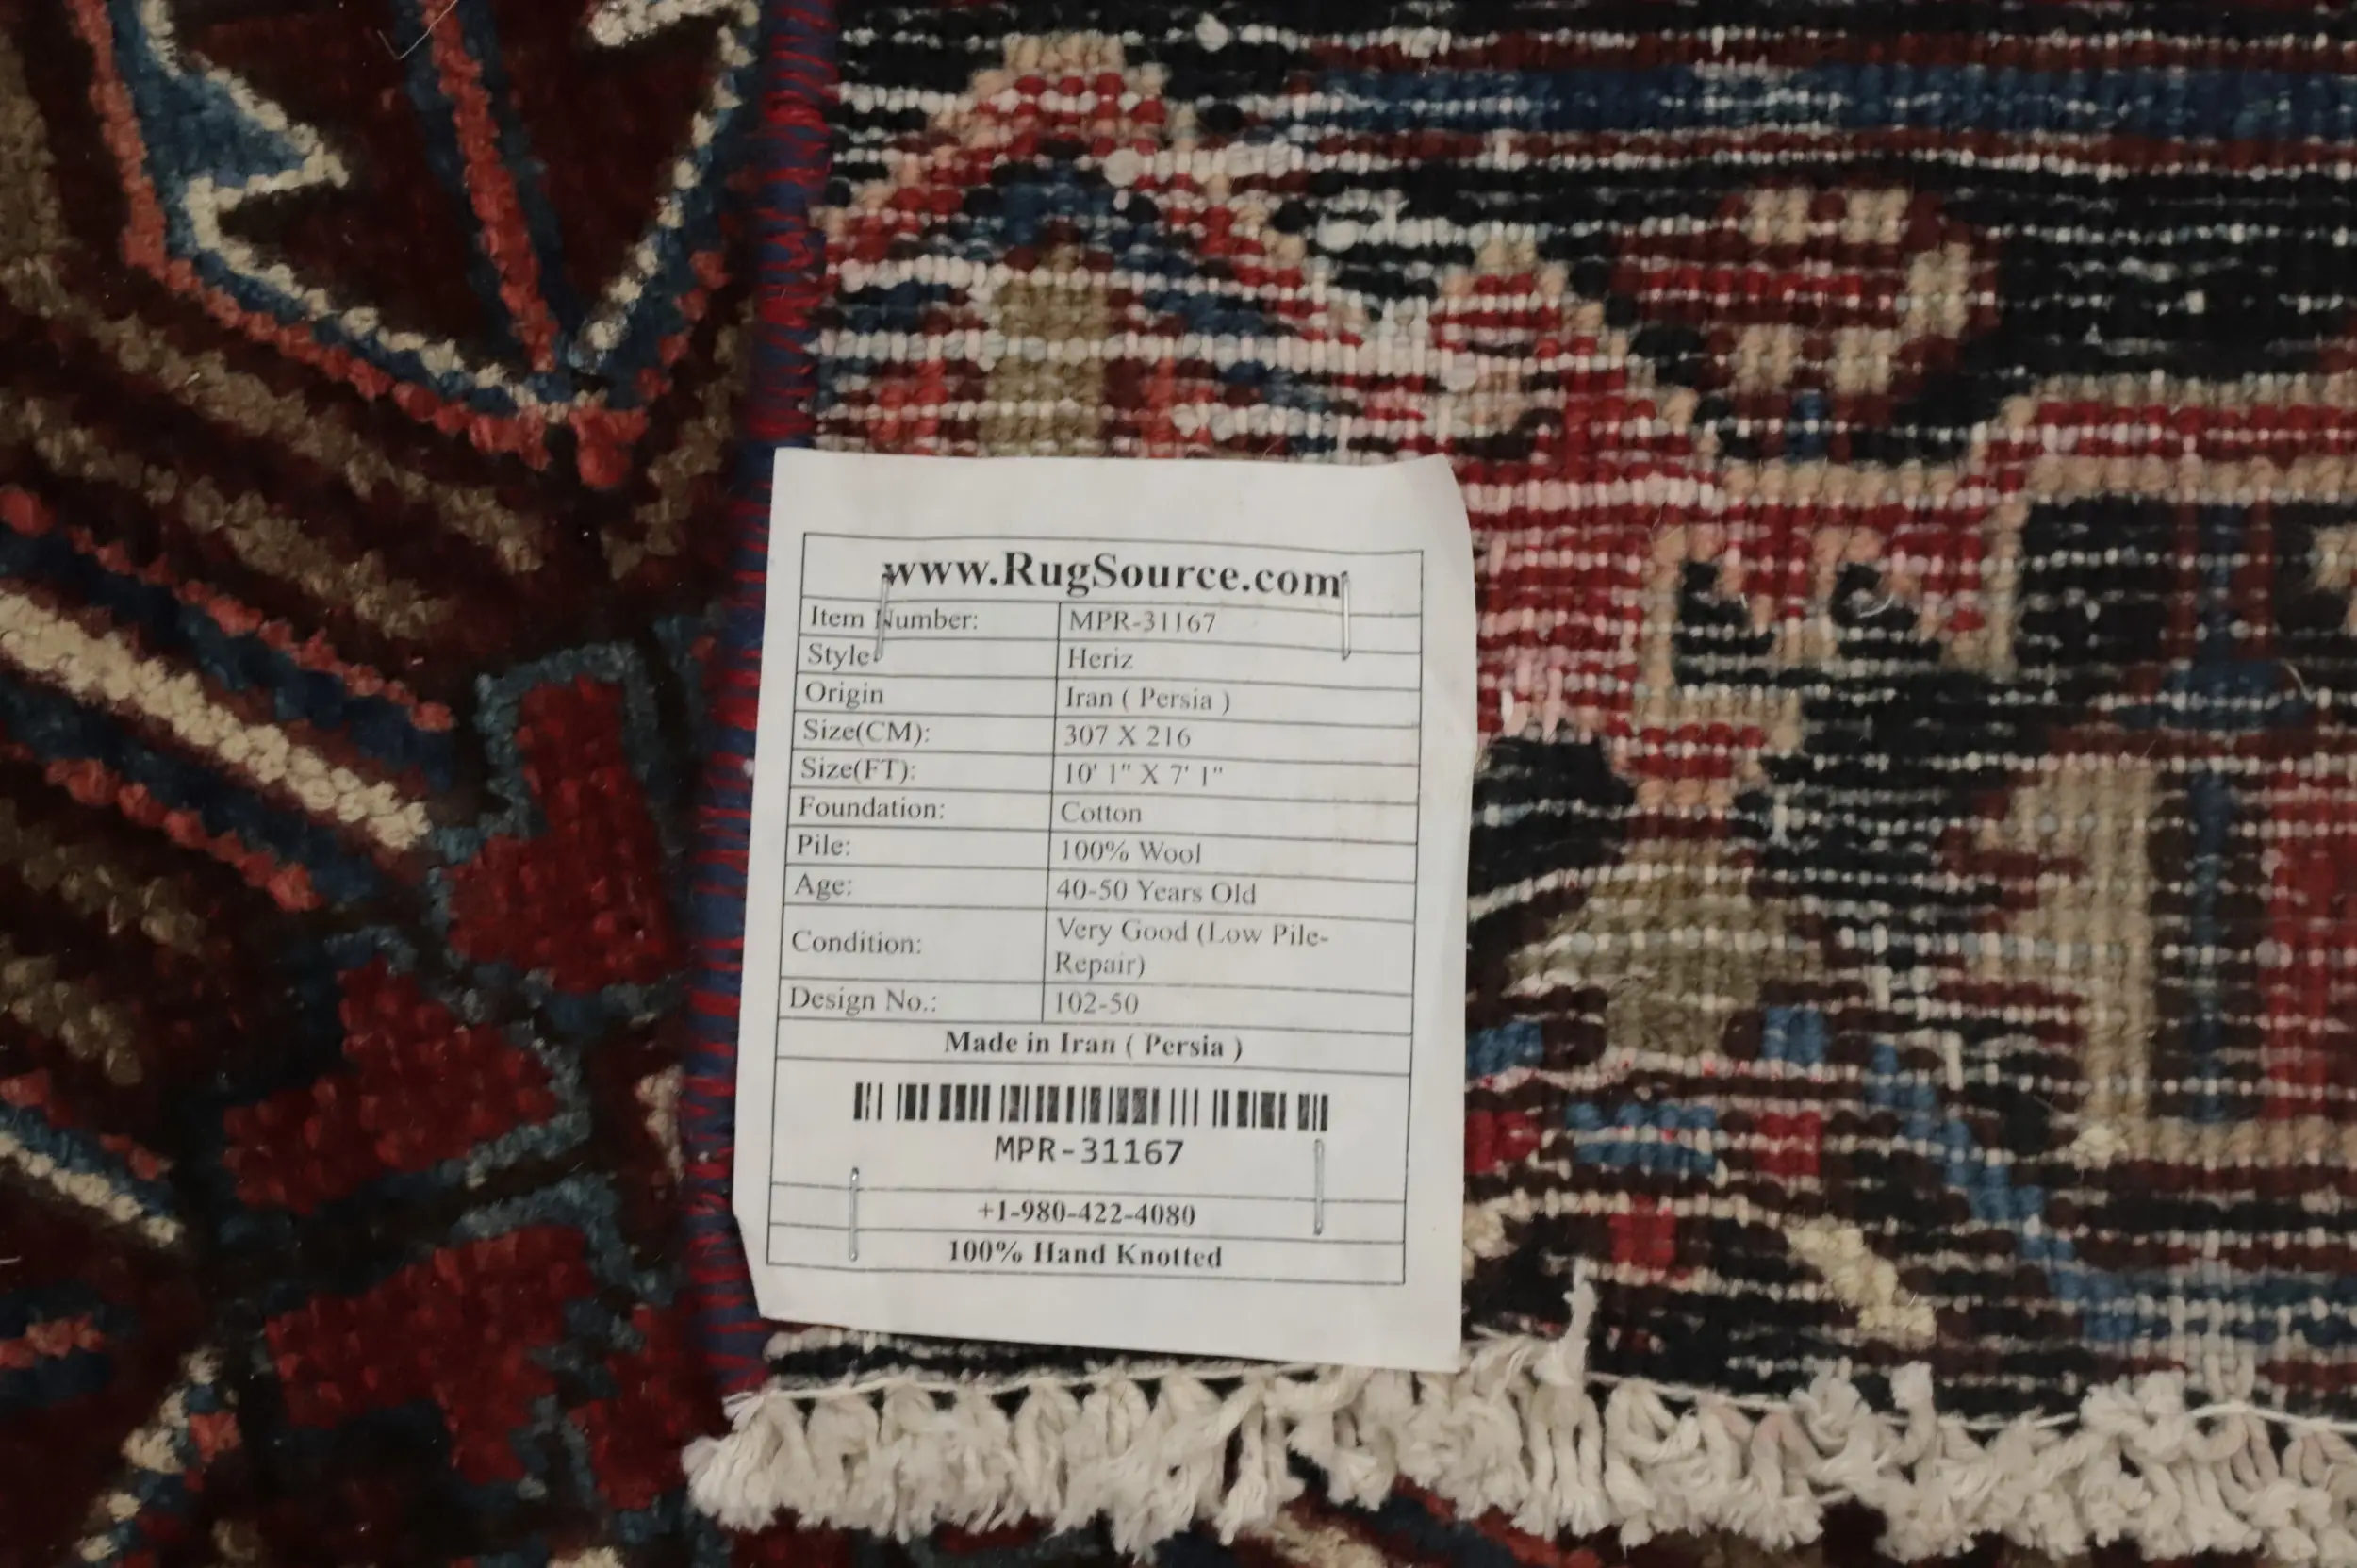 www.RugSource.com
Item Number: MPR-31167
Style Heriz
Origin Iran ( Persia )
Size(CM): 307 X 216
Size(FT): 10' 1" X 7' 1"
Foundation: Cotton
Pile: 100% Wool
Age: 40-50 Years Old
Condition: Very Good (Low Pile-
Repair)
Design No.: 102-50
Made in Iran ( Persia )
MPR-31167
+1-980-422-4080
100% Hand Knotted